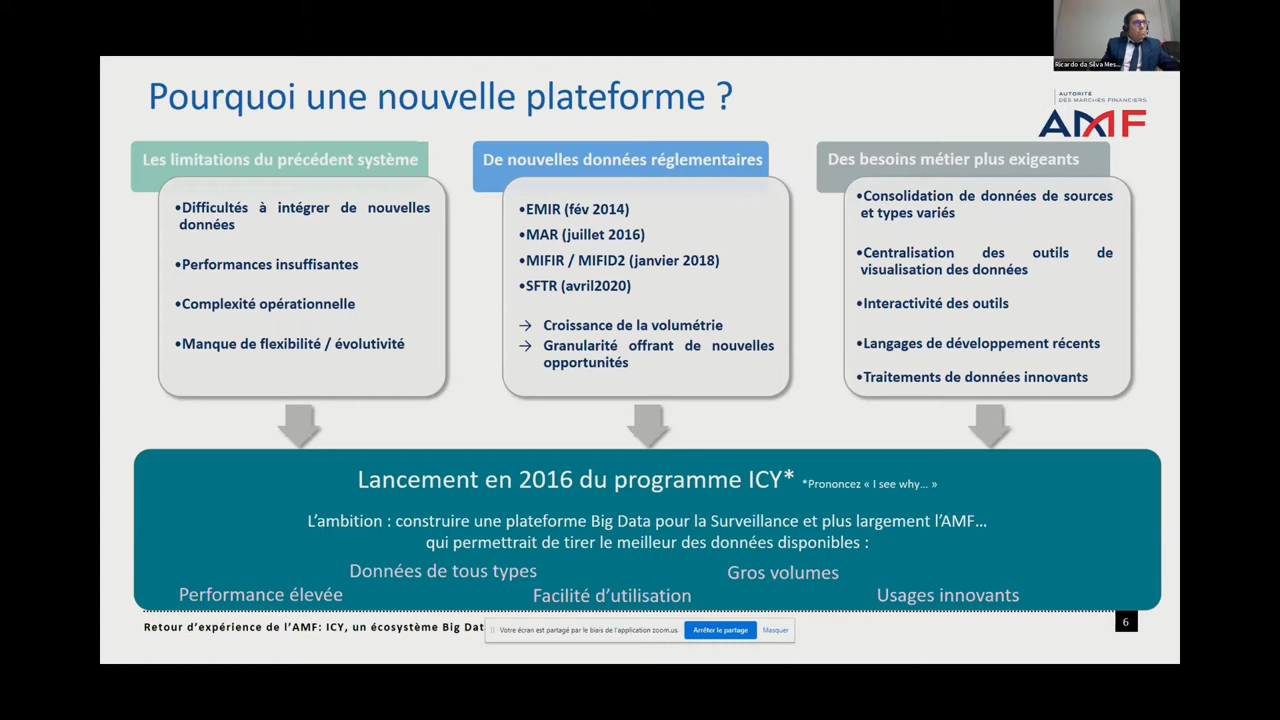 Ricardo da Silva Mes...
Pourquoi une nouvelle plateforme ?
AUTORITÉ
DES MARCHÉS FINANCIERS
AMF
Les limitations du précédent système
•Difficultés à intégrer de nouvelles
données
•Performances insuffisantes
•Complexité opérationnelle
•Manque de flexibilité / évolutivité
De nouvelles données réglementaires
•EMIR (fév 2014)
•MAR (juillet 2016)
•MIFIR / MIFID2 (janvier 2018)
•SFTR (avril2020)
→ Croissance de la volumétrie
→ Granularité offrant de nouvelles
opportunités
Des besoins métier plus exigeants
•Consolidation de données de sources
et types variés
•Centralisation des outils de
visualisation des données
•Interactivité des outils
•Langages de développement récents
•Traitements de données innovants
Lancement en 2016 du programme ICY* *Prononcez « I see why... »
L'ambition : construire une plateforme Big Data pour la Surveillance et plus largement l'AMF...
qui permettrait de tirer le meilleur des données disponibles :
Données de tous types Gros volumes
Performance élevée Facilité d'utilisation Usages innovants
Retour d'expérience de l'AMF: ICY, un écosystème Big Dat
Votre écran est partagé par le biais de l'application zoom.us. Arrêter le partage Masquer
6